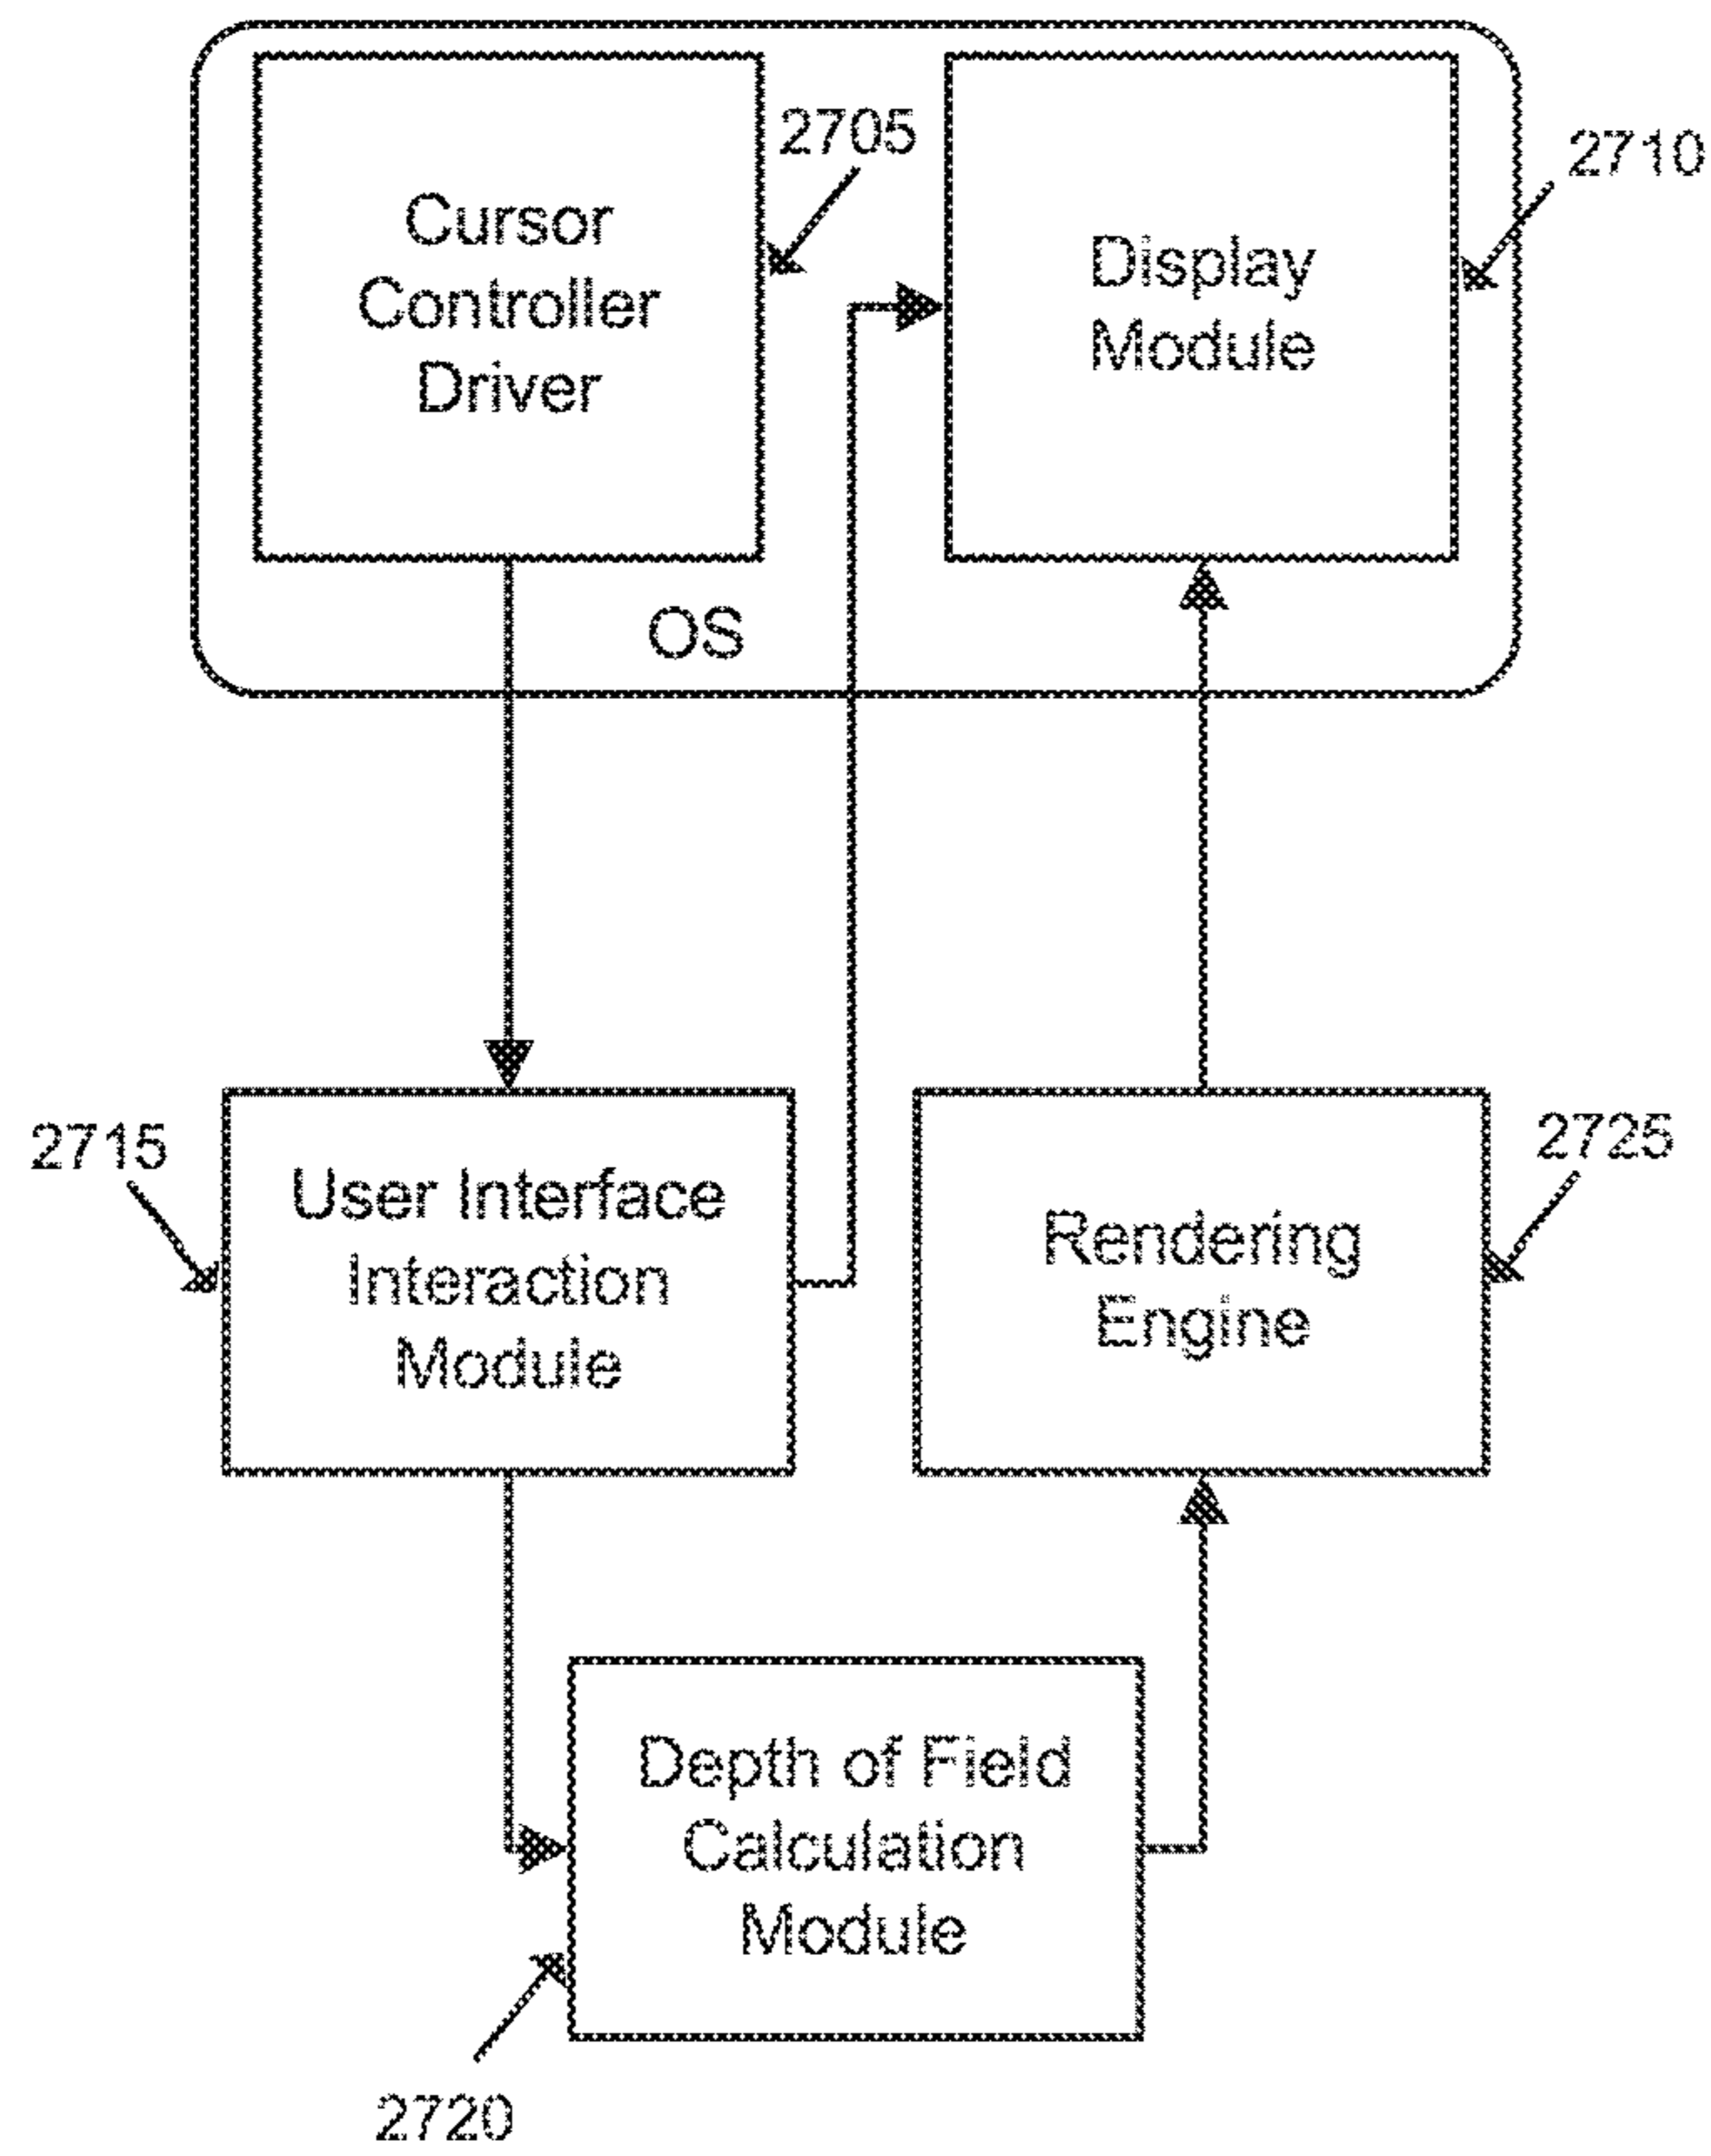 Cursor
Controller
Driver
2705
Display
Module
2710
OS
2715
User Interface
Interaction
Module
Rendering
Engine
2725
Depth of Field
Calculation
Module
2720